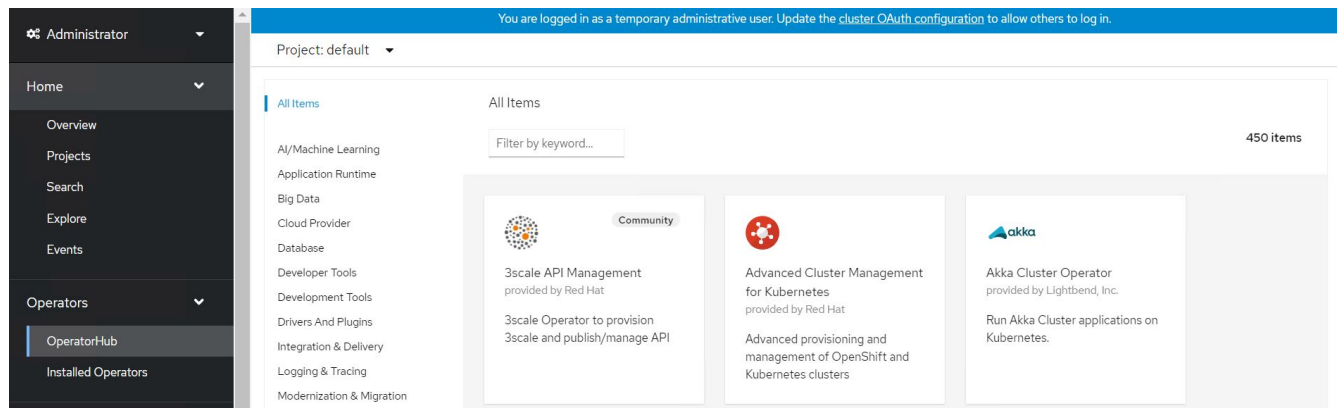 You are logged in as a temporary administrative user. Update the cluster OAuth configuration to allow others to log in.
Administrator
Home
Overview
Projects
Search
Explore
Events
Operators
OperatorHub
Installed Operators
Project: default
All Items
AI/Machine Learning
Application Runtime
Big Data
Cloud Provider
Database
Developer Tools
Development Tools
Drivers And Plugins
Integration & Delivery
Logging & Tracing
Modernization & Migration
All Items
Filter by keyword...
450 items
Community
3scale API Management
provided by Red Hat
3scale Operator to provision
3scale and publish/manage API
Advanced Cluster Management
for Kubernetes
provided by Red Hat
Advanced provisioning and
management of OpenShift and
Kubernetes clusters
akka
Akka Cluster Operator
provided by Lightbend, Inc.
Run Akka Cluster applications on
Kubernetes.